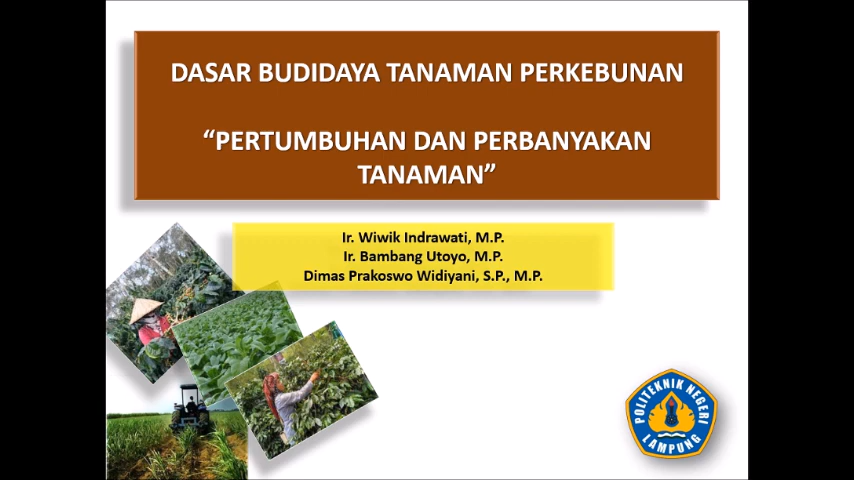 DASAR BUDIDAYA TANAMAN PERKEBUNAN
“PERTUMBUHAN DAN PERBANYAKAN
TANAMAN”
Ir. Wiwik Indrawati, M.P.
Ir. Bambang Utoyo, M.P.
Dimas Prakoswo Widiyani, S.P., M.P.
POLITEKNIK NEGERI
LAMPUNG